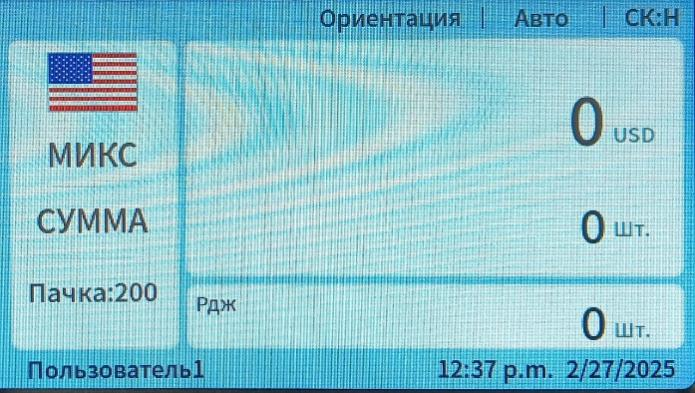 Ориентация | Авто | СК:Н
МИКС
СУММА
Пачка:200
0 USD
0 Шт.
Рдж
0 Шт.
Пользователь1 12:37 p.m. 2/27/2025